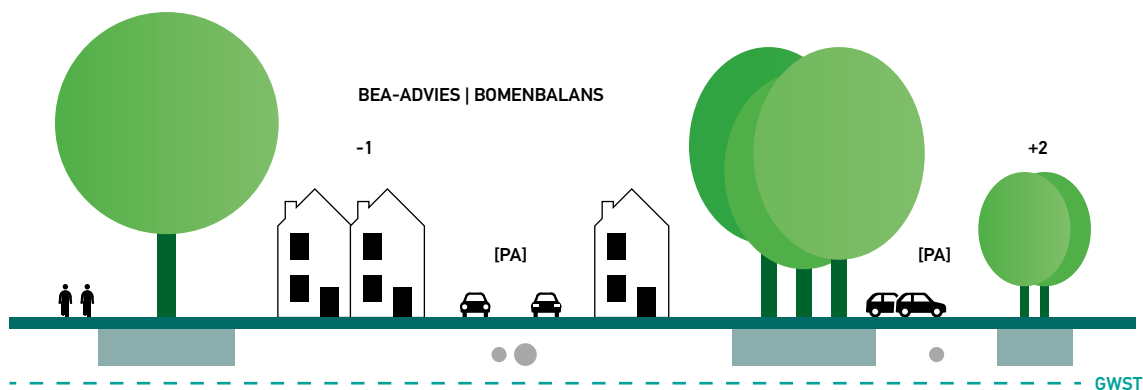 BEA-ADVIES | BOMENBALANS
-1
+2
[PA]
[PA]
GWST